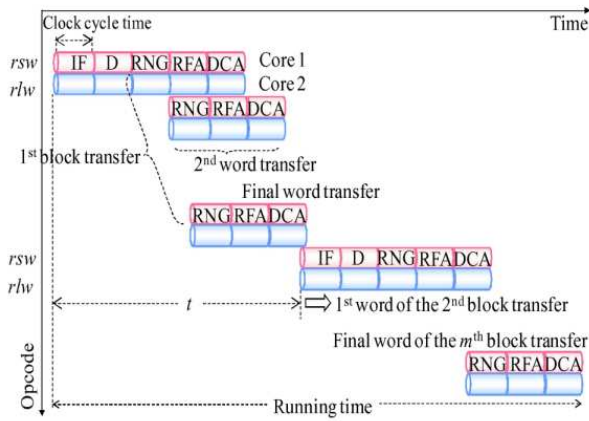 Clock cycle time
Time
rsw IF D RNG RFA DCA Core 1
rlw Core 2
RNG RFA DCA
1st block transfer
2nd word transfer
Final word transfer
RNG RFA DCA
rsw IF D RNG RFA DCA
rlw
t 1st word of the 2nd block transfer
Final word of the mth block transfer
RNG RFA DCA
Opcode
Running time